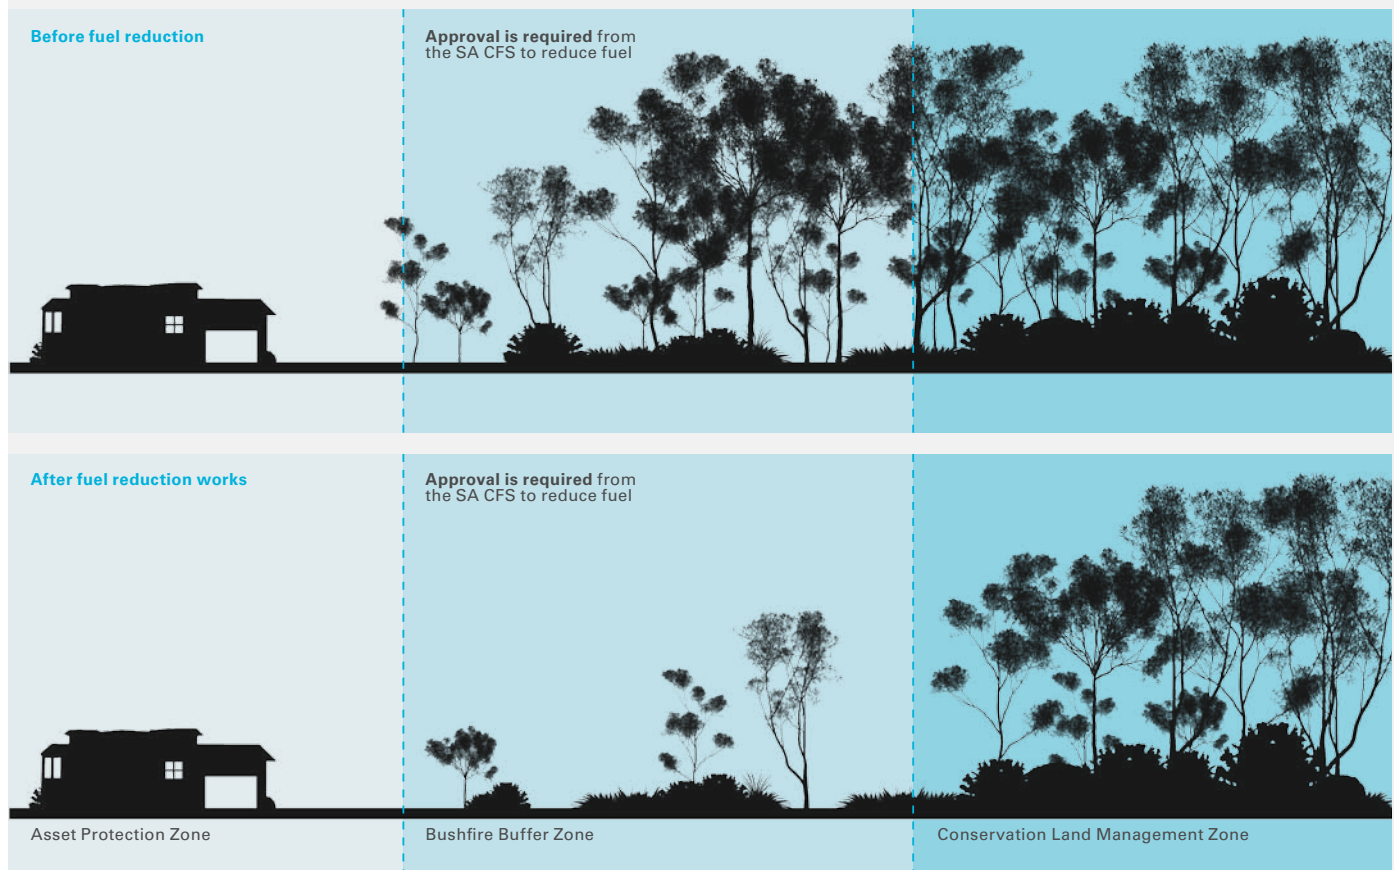 Before fuel reduction
Approval is required from
the SA CFS to reduce fuel
After fuel reduction works
Approval is required from
the SA CFS to reduce fuel
Asset Protection Zone
Bushfire Buffer Zone
Conservation Land Management Zone